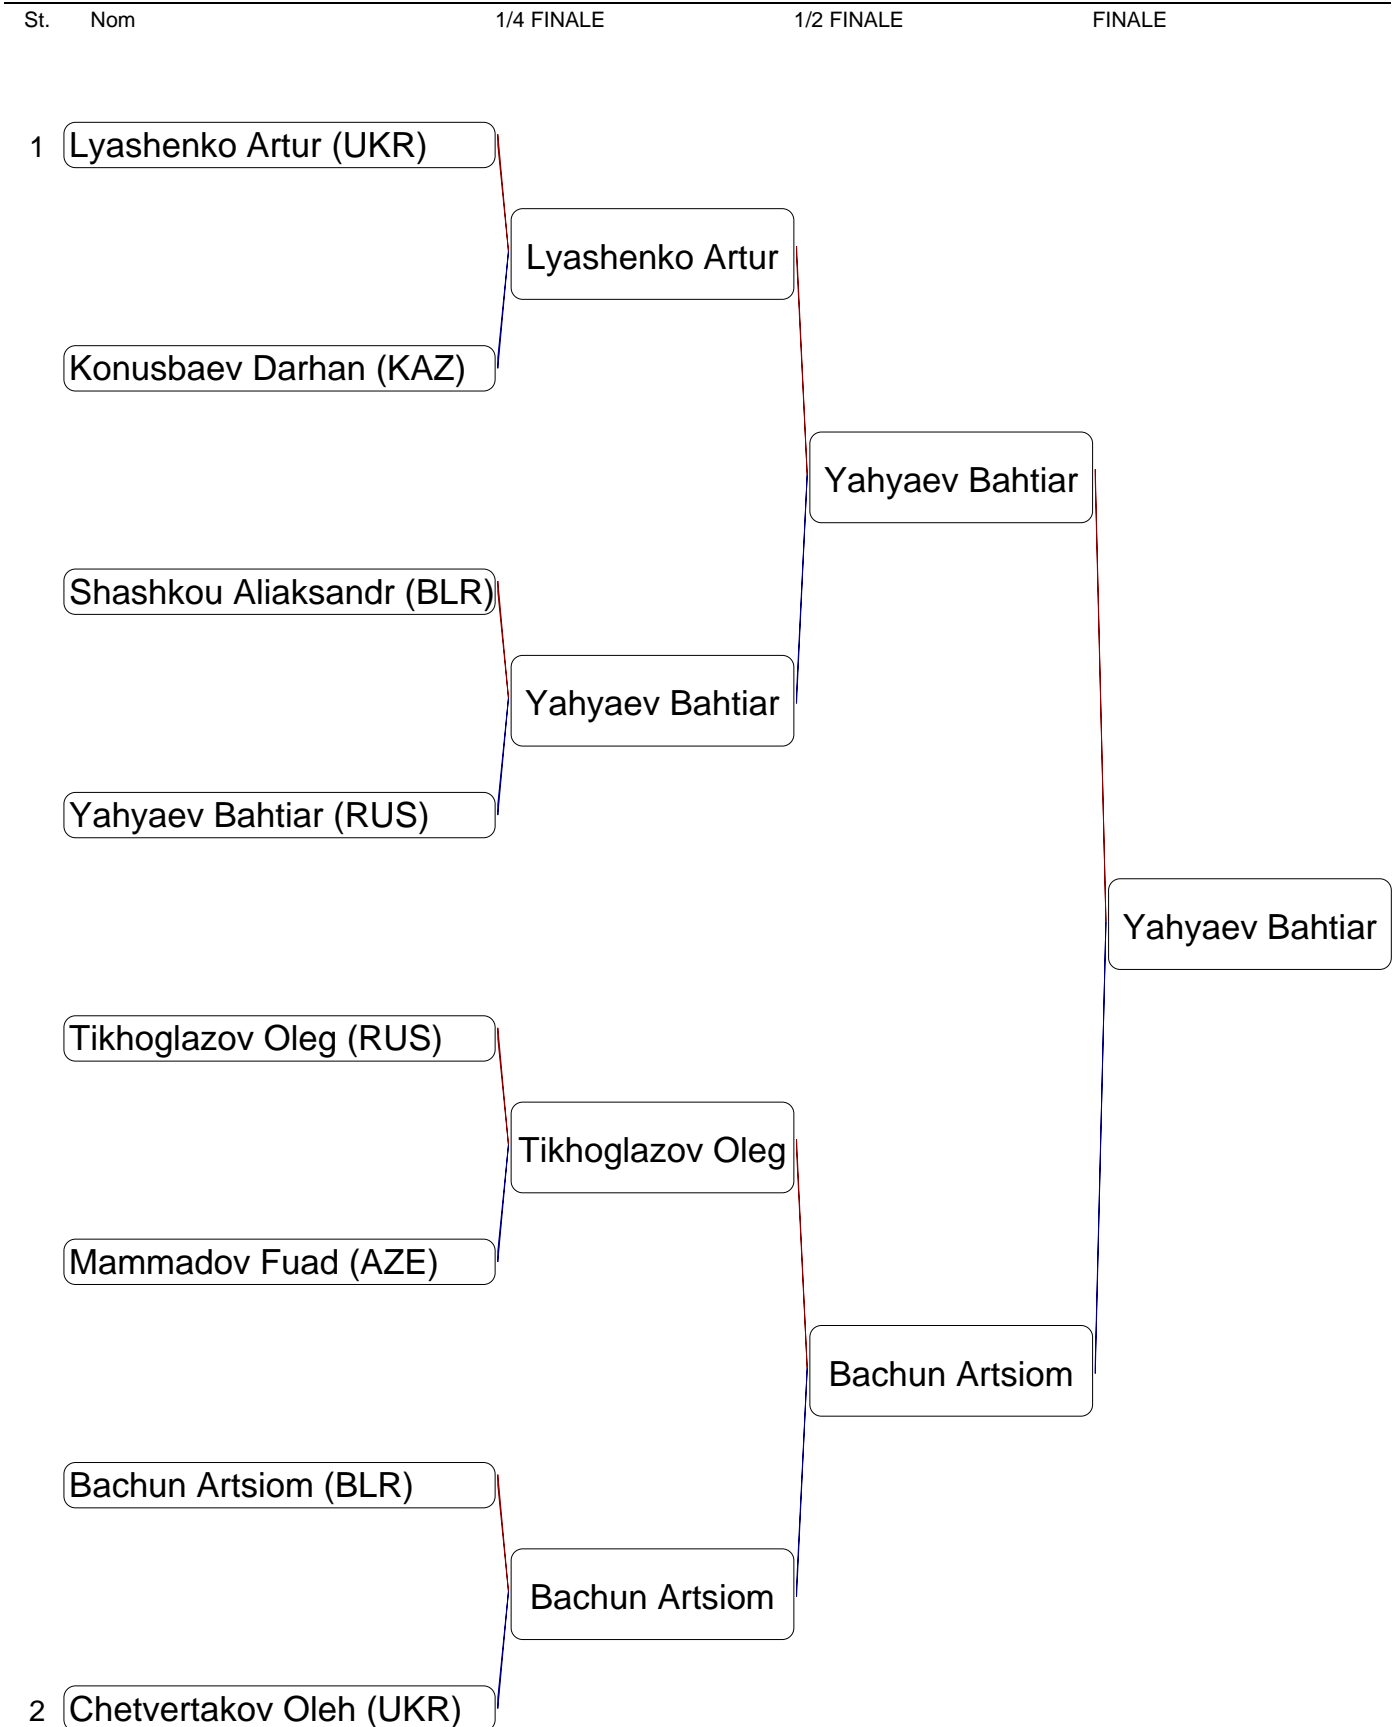 St. Nom 1/4 FINALE 1/2 FINALE FINALE
1 Lyashenko Artur (UKR)
Lyashenko Artur
Konusbaev Darhan (KAZ)
Yahyaev Bahtiar
Shashkou Aliaksandr (BLR)
Yahyaev Bahtiar
Yahyaev Bahtiar (RUS)
Yahyaev Bahtiar
Tikhoglazov Oleg (RUS)
Tikhoglazov Oleg
Mammadov Fuad (AZE)
Bachun Artsiom
Bachun Artsiom (BLR)
Bachun Artsiom
2 Chetvertakov Oleh (UKR)